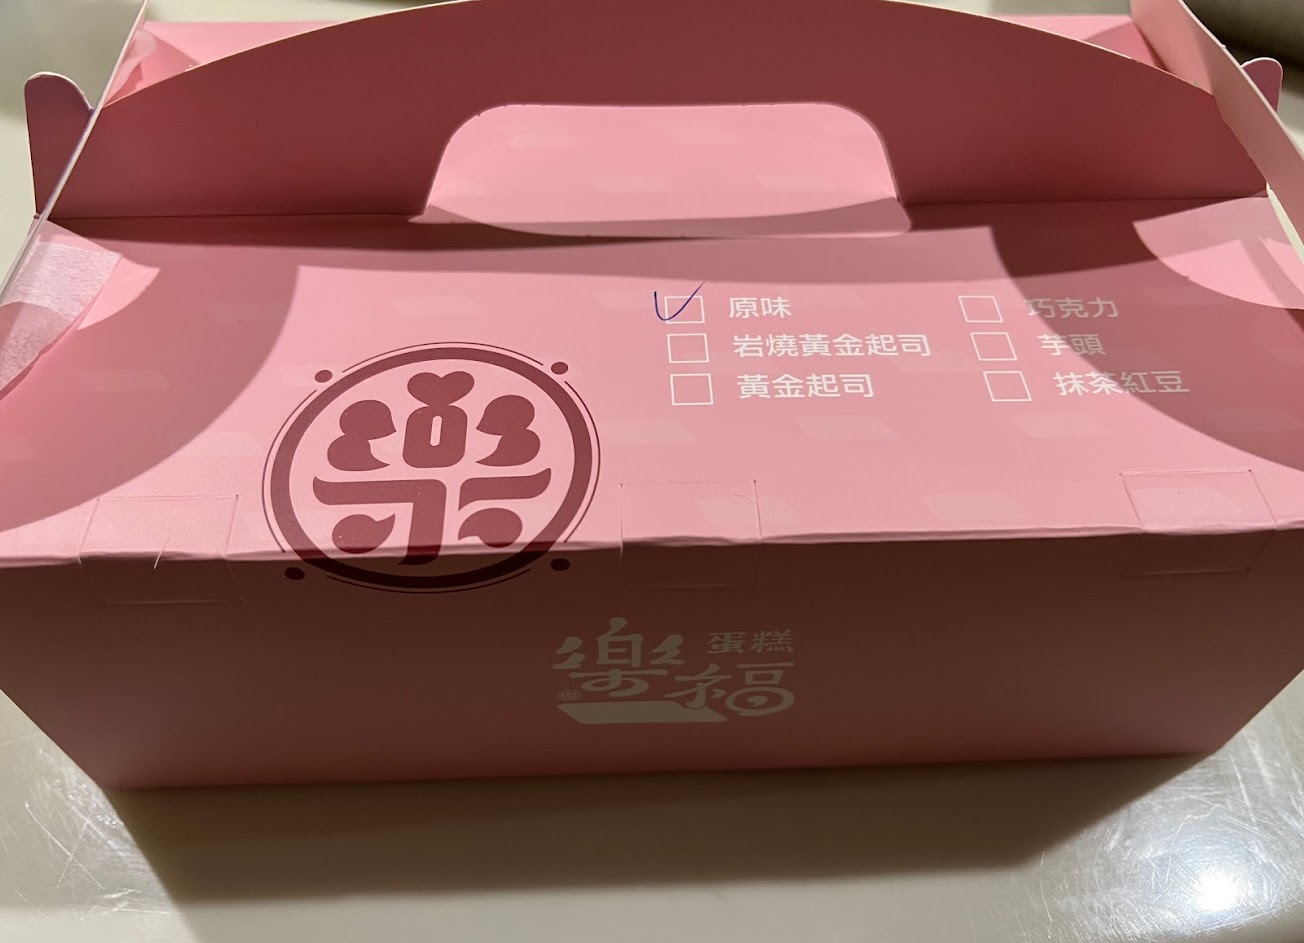 原味 巧克力
岩燒黃金起司 芋頭
黃金起司 抹茶紅豆
樂
樂福 蛋糕